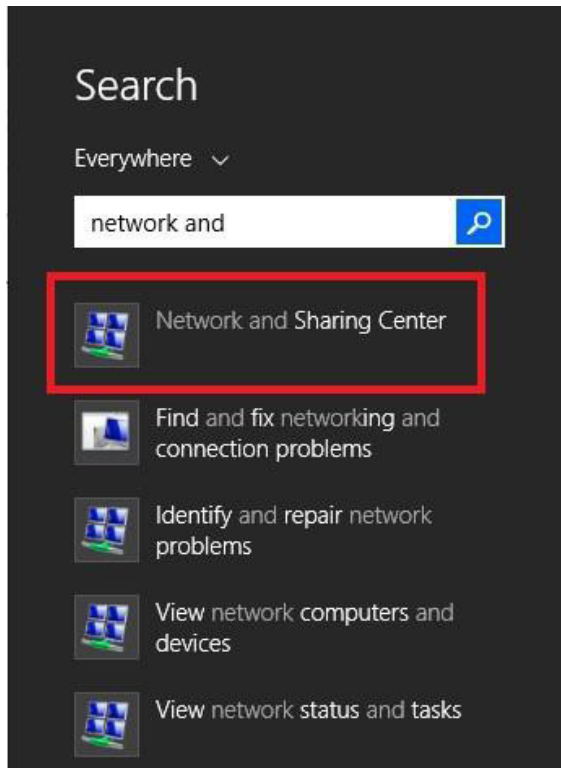 Search
Everywhere
network and
Network and Sharing Center
Find and fix networking and
connection problems
Identify and repair network
problems
View network computers and
devices
View network status and tasks